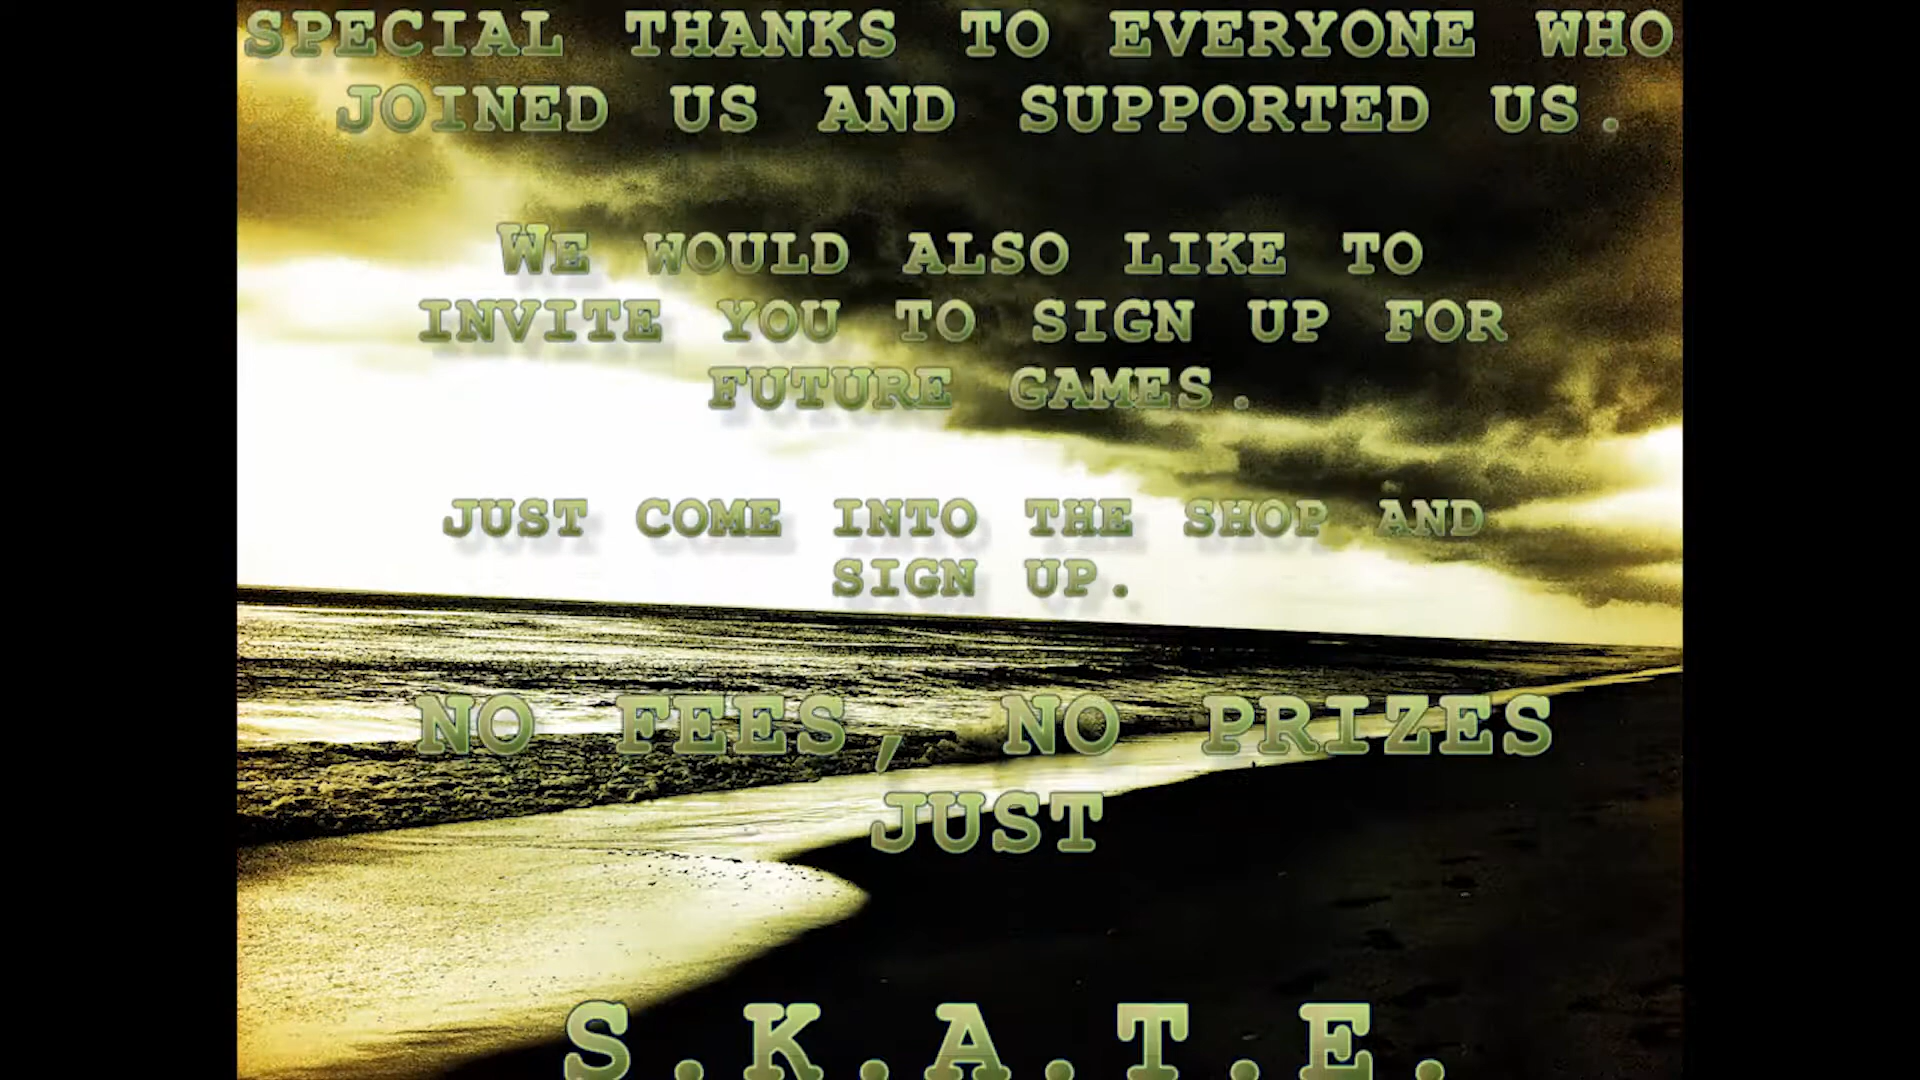 SPECIAL THANKS TO EVERYONE WHO
JOINED US AND SUPPORTED US.
WE WOULD ALSO LIKE TO
INVITE YOU TO SIGN UP FOR
FUTURE GAMES.
JUST COME INTO THE SHOP AND
SIGN UP.
NO FEES, NO PRIZES
JUST
S.K.A.T.E.